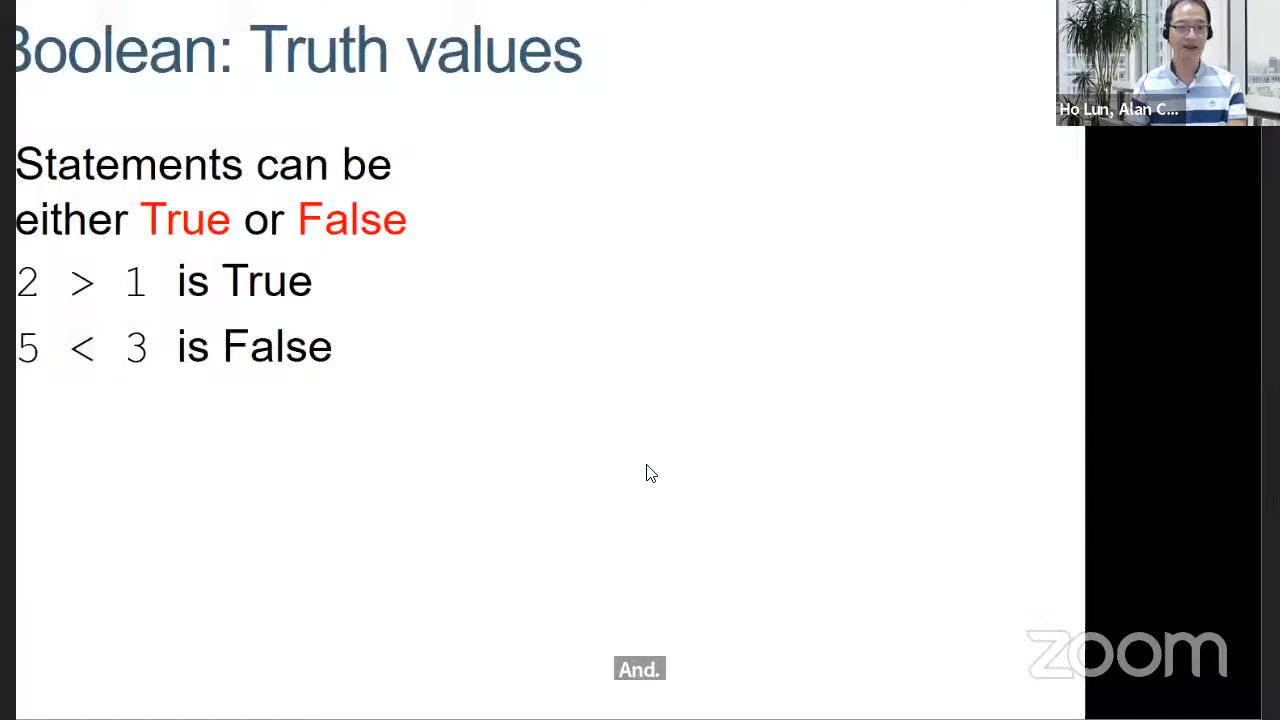 Boolean: Truth values
Ho Lun, Alan C...
Statements can be
either True or False
2 > 1 is True
5 < 3 is False
zoom
And.